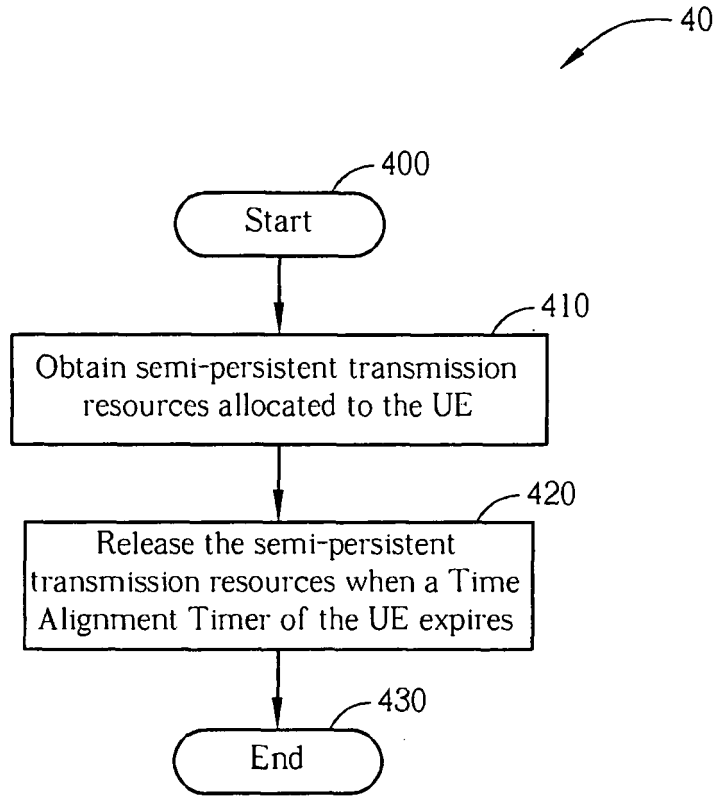 40
400
Start
410
Obtain semi-persistent transmission
resources allocated to the UE
420
Release the semi-persistent
transmission resources when a Time
Alignment Timer of the UE expires
430
End